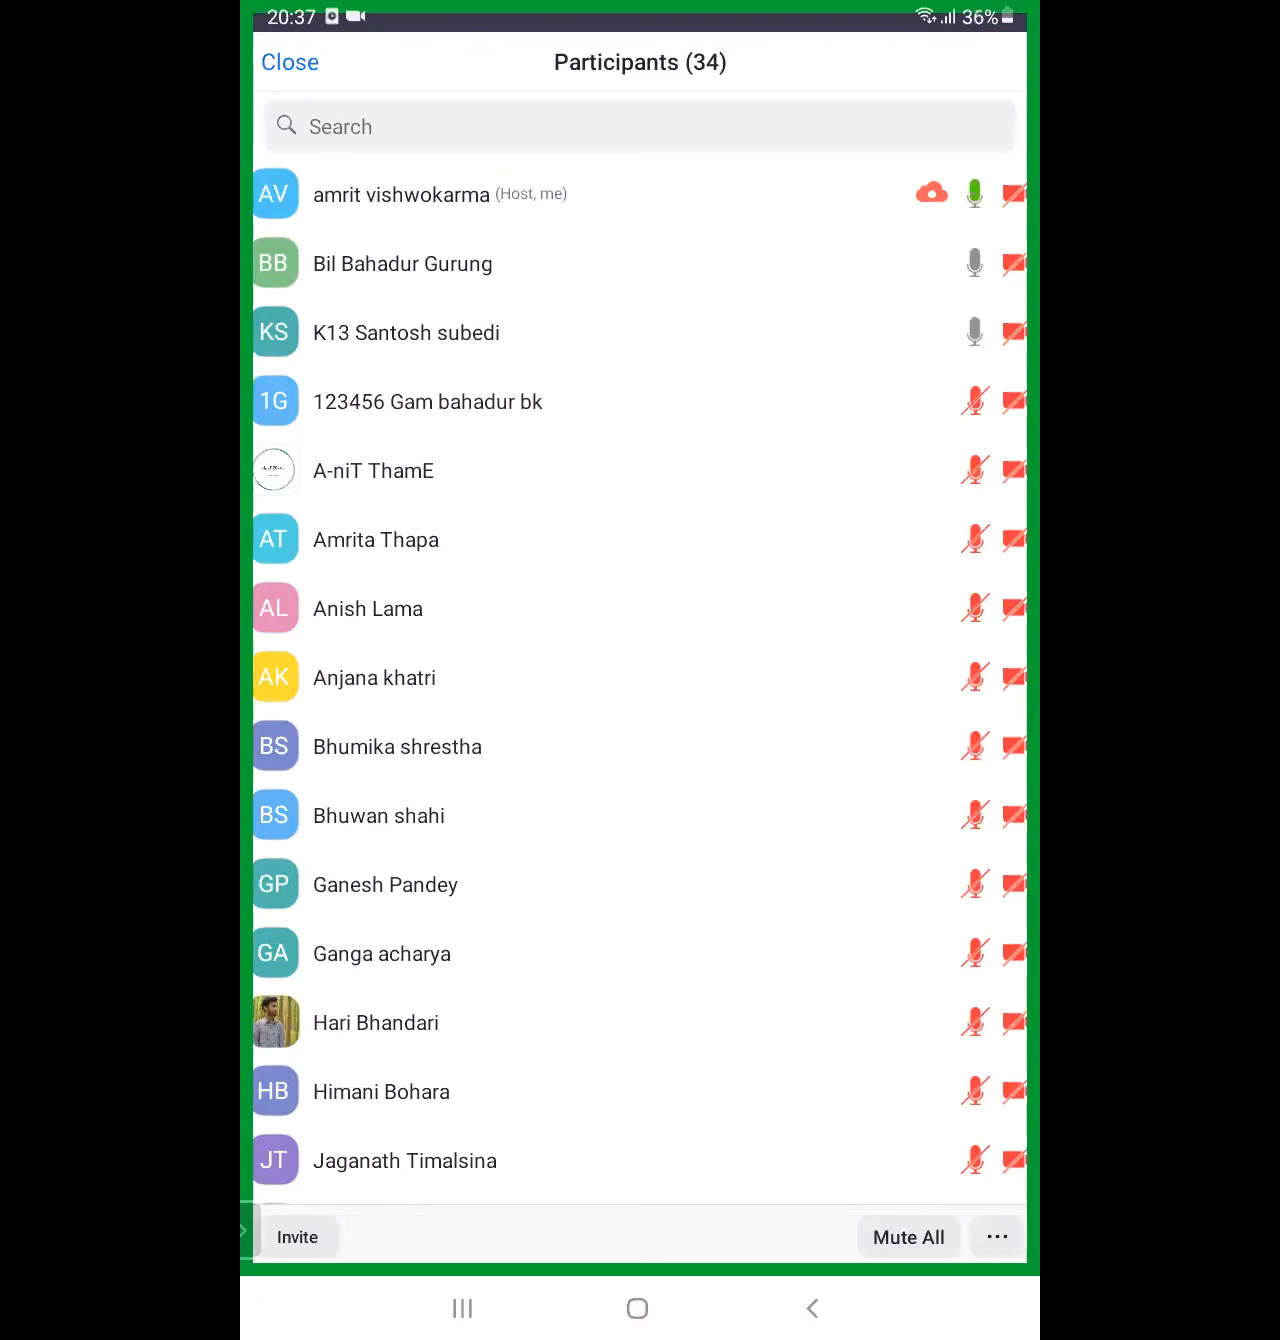 20:37 36%
Close Participants (34)
Search
AV amrit vishwokarma (Host, me)
BB Bil Bahadur Gurung
KS K13 Santosh subedi
1G 123456 Gam bahadur bk
A-niT ThamE
AT Amrita Thapa
AL Anish Lama
AK Anjana khatri
BS Bhumika shrestha
BS Bhuwan shahi
GP Ganesh Pandey
GA Ganga acharya
Hari Bhandari
HB Himani Bohara
JT Jaganath Timalsina
Invite Mute All ...